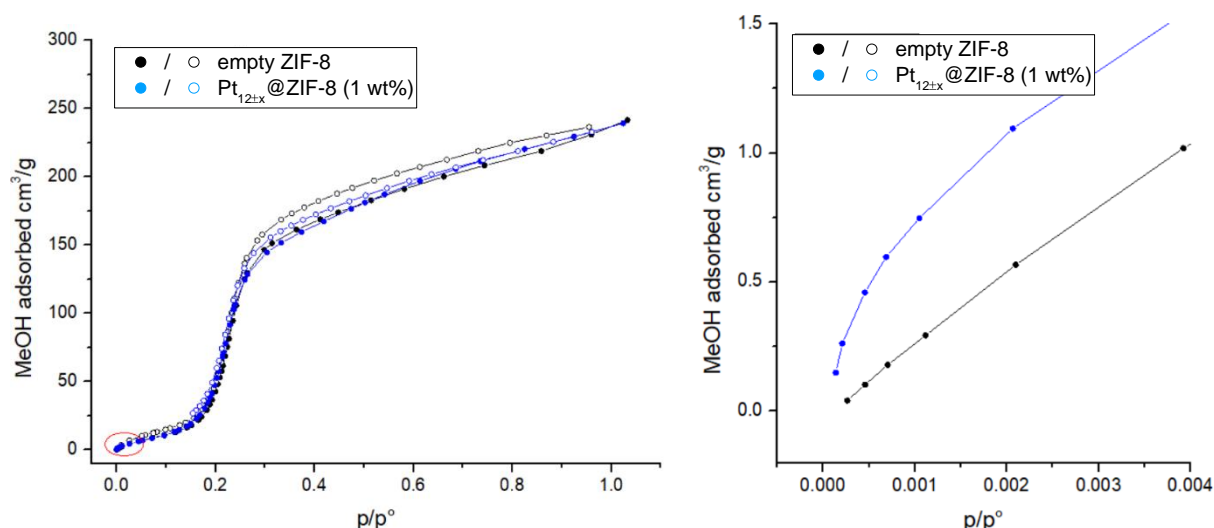 300
250
200
150
100
50
0
MeOH adsorbed cm³/g
● / ○ empty ZIF-8
● / ○ Pt₁₂±ₓ@ZIF-8 (1 wt%)
0.0 0.2 0.4 0.6 0.8 1.0
p/p°
1.5
1.0
0.5
0.0
MeOH adsorbed cm³/g
● / ○ empty ZIF-8
● / ○ Pt₁₂±ₓ@ZIF-8 (1 wt%)
0.000 0.001 0.002 0.003 0.004
p/p°